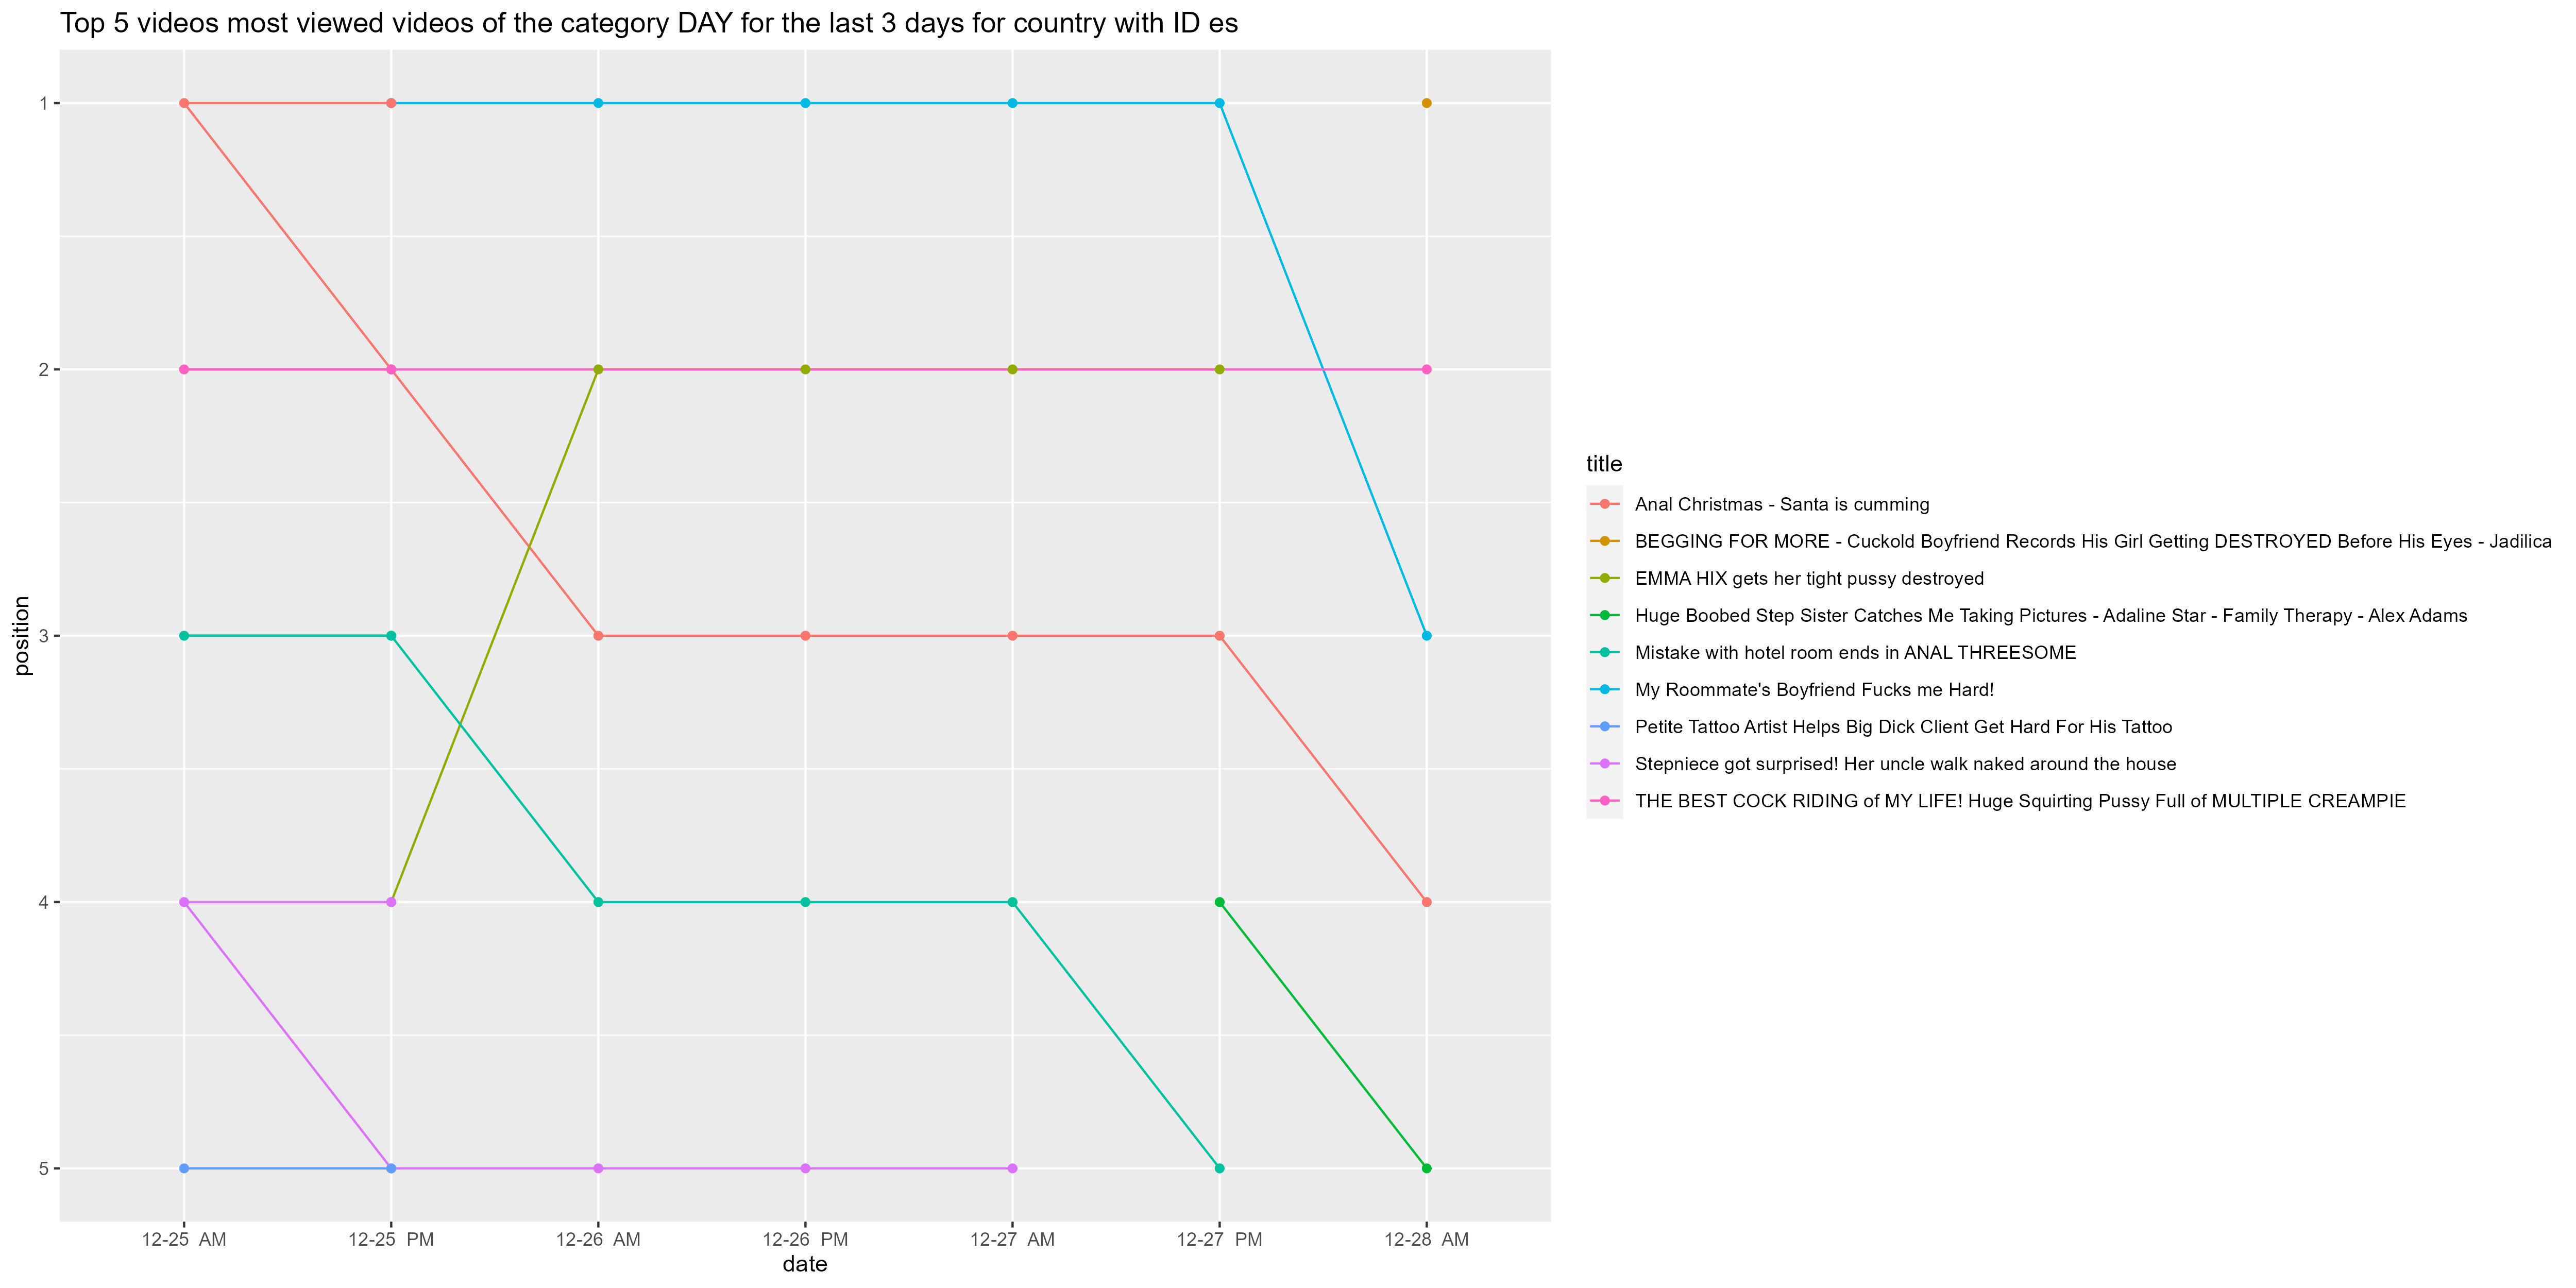 Top 5 videos most viewed videos of the category DAY for the last 3 days for country with ID es
1
2
3
4
5
position
12-25 AM
12-25 PM
12-26 AM
12-26 PM
12-27 AM
12-27 PM
12-28 AM
date
title
Anal Christmas - Santa is cumming
BEGGING FOR MORE - Cuckold Boyfriend Records His Girl Getting DESTROYED Before His Eyes - Jadilica
EMMA HIX gets her tight pussy destroyed
Huge Boobed Step Sister Catches Me Taking Pictures - Adaline Star - Family Therapy - Alex Adams
Mistake with hotel room ends in ANAL THREESOME
My Roommate's Boyfriend Fucks me Hard!
Petite Tattoo Artist Helps Big Dick Client Get Hard For His Tattoo
Stepniece got surprised! Her uncle walk naked around the house
THE BEST COCK RIDING of MY LIFE! Huge Squirting Pussy Full of MULTIPLE CREAMPIE